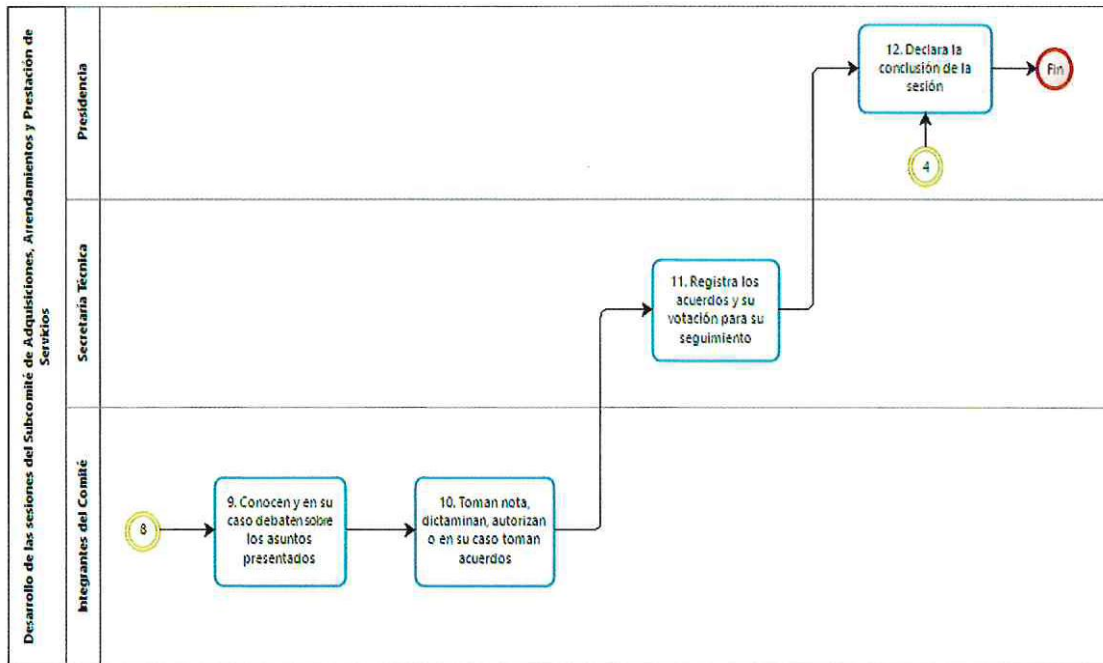 Desarrollo de las sesiones del Subcomité de Adquisiciones, Arrendamientos y Prestación de
Servicios
Presidencia
12. Declara la
conclusión de la
sesión
Fin
4
Secretaría Técnica
11. Registra los
acuerdos y su
votación para su
seguimiento
Integrantes del Comité
8
9. Conocen y en su
caso debaten sobre
los asuntos
presentados
10. Toman nota,
dictaminan, autorizan
o en su caso toman
acuerdos